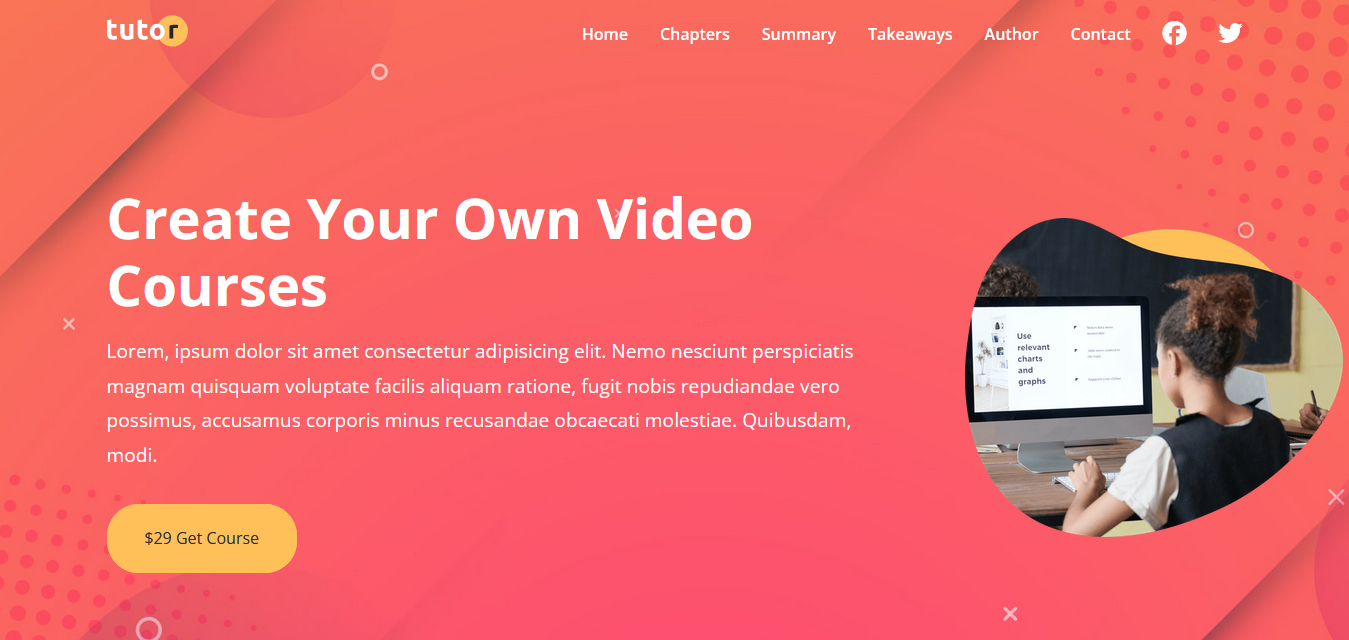 tutor
Home Chapters Summary Takeaways Author Contact
Create Your Own Video
Courses
Lorem, ipsum dolor sit amet consectetur adipisicing elit. Nemo nesciunt perspiciatis
magnam quisquam voluptate facilis aliquam ratione, fugit nobis repudiandae vero
possimus, accusamus corporis minus recusandae obcaecati molestiae. Quibusdam,
modi.
$29 Get Course
Use
relevant
charts
and
graphs